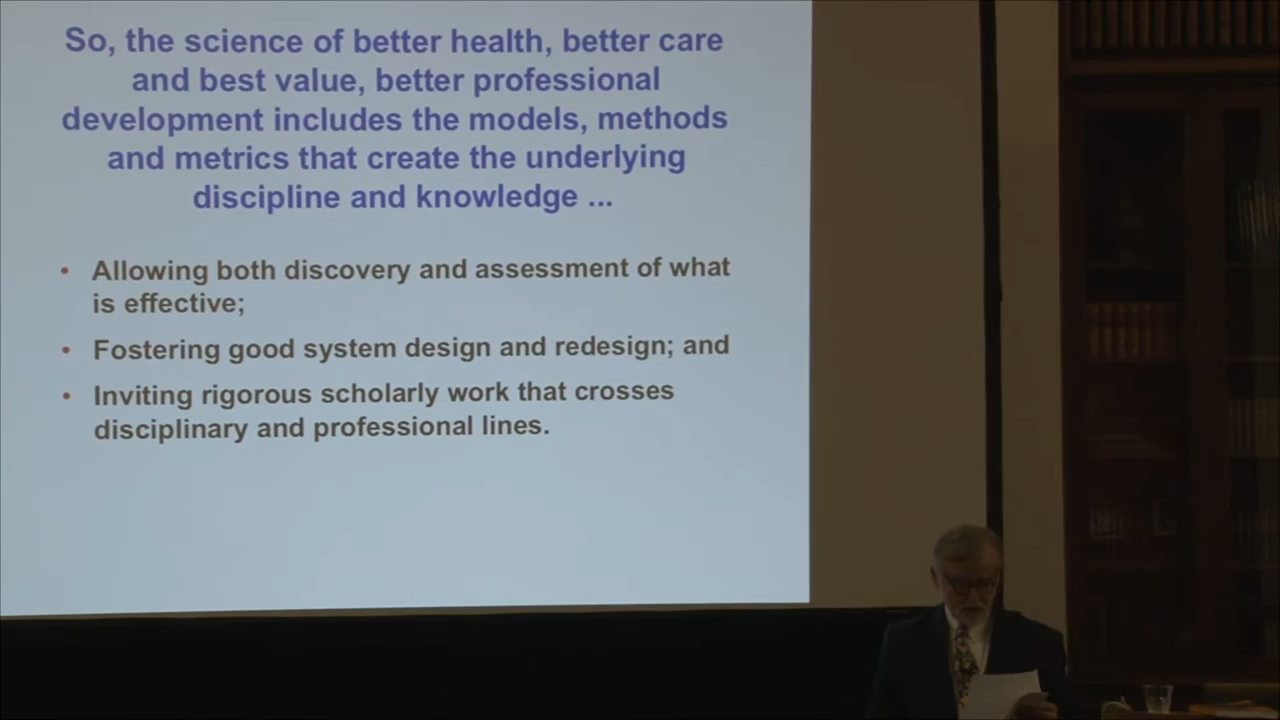 So, the science of better health, better care
and best value, better professional
development includes the models, methods
and metrics that create the underlying
discipline and knowledge ...
• Allowing both discovery and assessment of what
is effective;
• Fostering good system design and redesign; and
• Inviting rigorous scholarly work that crosses
disciplinary and professional lines.